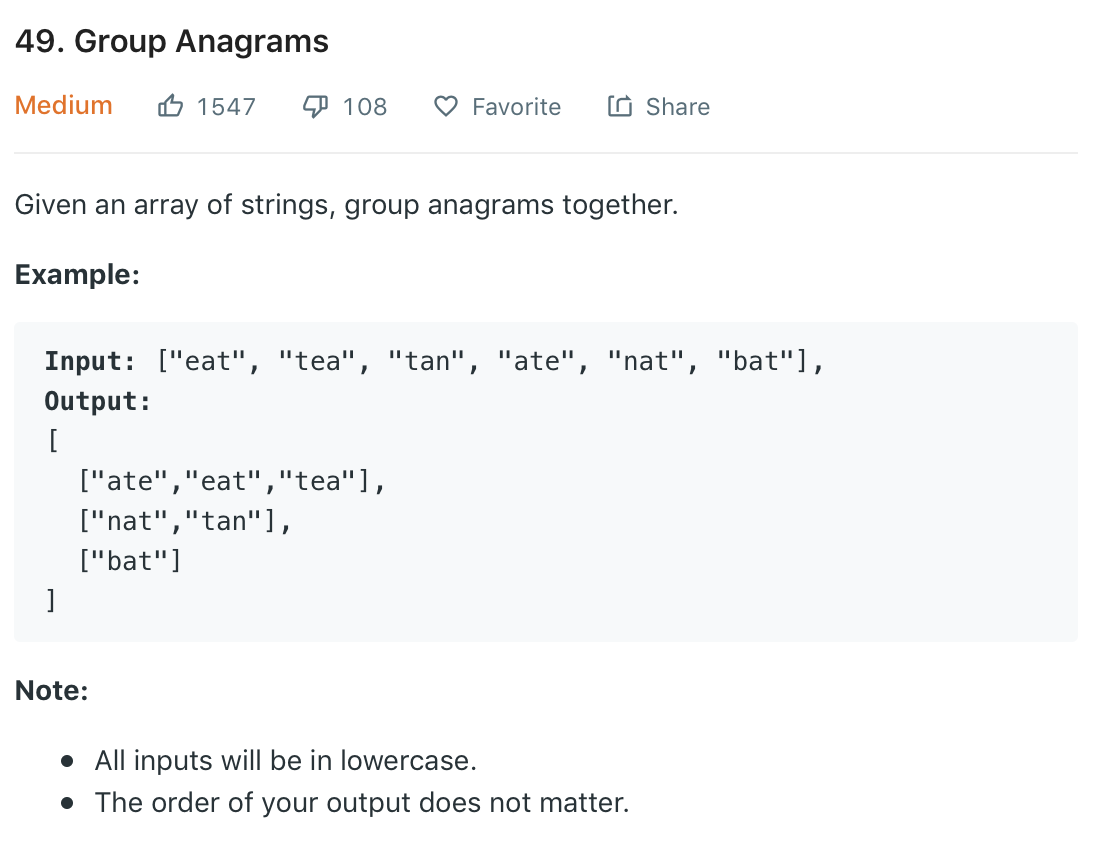 49. Group Anagrams
Medium 1547 108 Favorite Share
Given an array of strings, group anagrams together.
Example:
Input: ["eat", "tea", "tan", "ate", "nat", "bat"],
Output:
[
  ["ate","eat","tea"],
  ["nat","tan"],
  ["bat"]
]
Note:
● All inputs will be in lowercase.
● The order of your output does not matter.